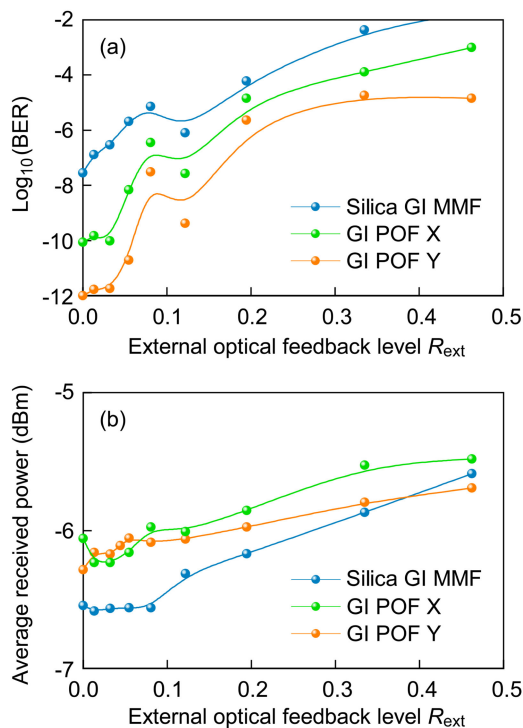 (a)
Log10(BER)
-2
-4
-6
-8
-10
-12
Silica GI MMF
GI POF X
GI POF Y
0.0 0.1 0.2 0.3 0.4 0.5
External optical feedback level Rext
(b)
Average received power (dBm)
-5
-6
-7
Silica GI MMF
GI POF X
GI POF Y
0.0 0.1 0.2 0.3 0.4 0.5
External optical feedback level Rext